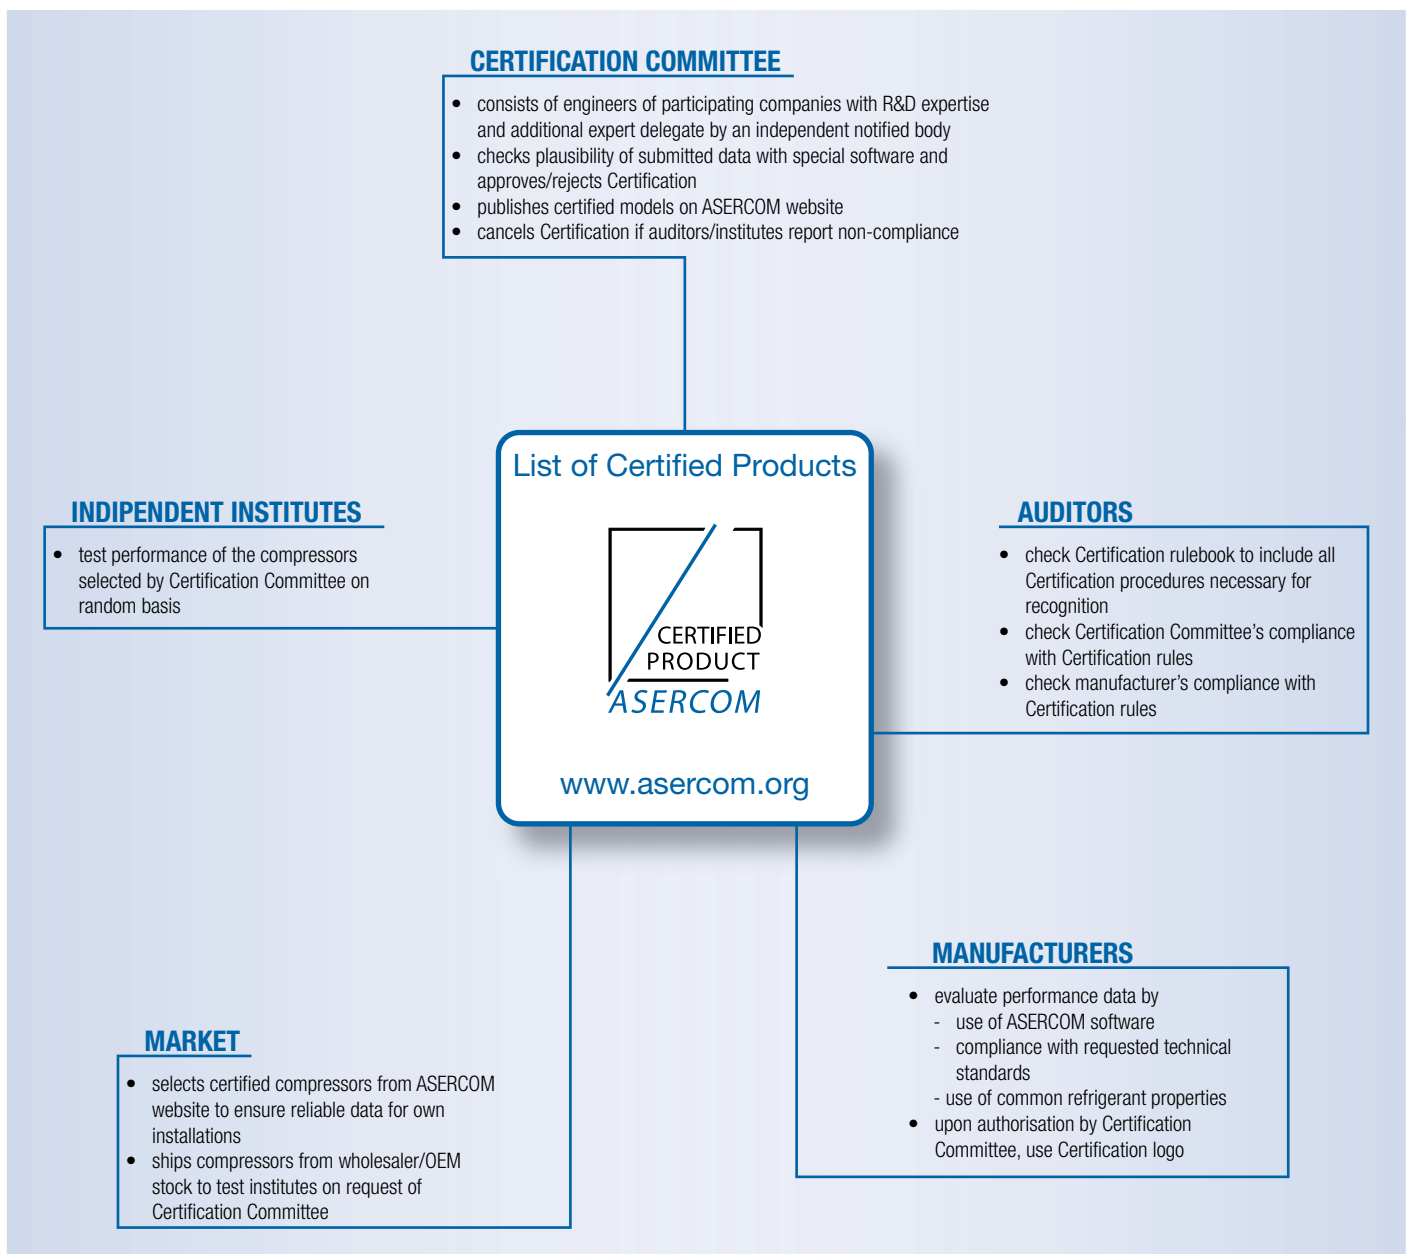 CERTIFICATION COMMITTEE
• consists of engineers of participating companies with R&D expertise
and additional expert delegate by an independent notified body
• checks plausibility of submitted data with special software and
approves/rejects Certification
• publishes certified models on ASERCOM website
• cancels Certification if auditors/institutes report non-compliance
List of Certified Products
CERTIFIED
PRODUCT
ASERCOM
www.asercom.org
INDIPENDENT INSTITUTES
• test performance of the compressors
selected by Certification Committee on
random basis
AUDITORS
• check Certification rulebook to include all
Certification procedures necessary for
recognition
• check Certification Committee’s compliance
with Certification rules
• check manufacturer’s compliance with
Certification rules
MANUFACTURERS
• evaluate performance data by
- use of ASERCOM software
- compliance with requested technical
standards
- use of common refrigerant properties
• upon authorisation by Certification
Committee, use Certification logo
MARKET
• selects certified compressors from ASERCOM
website to ensure reliable data for own
installations
• ships compressors from wholesaler/OEM
stock to test institutes on request of
Certification Committee